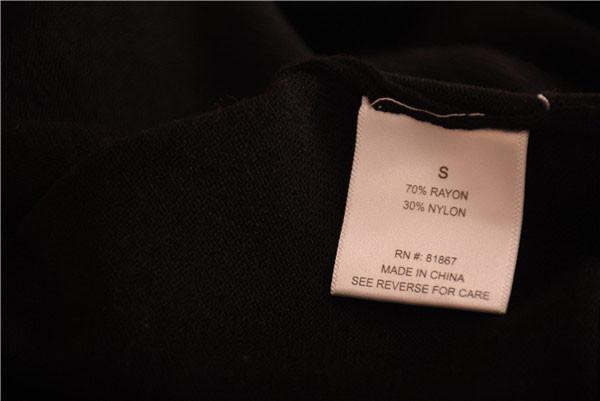 S
70% RAYON
30% NYLON
RN #: 81867
MADE IN CHINA
SEE REVERSE FOR CARE